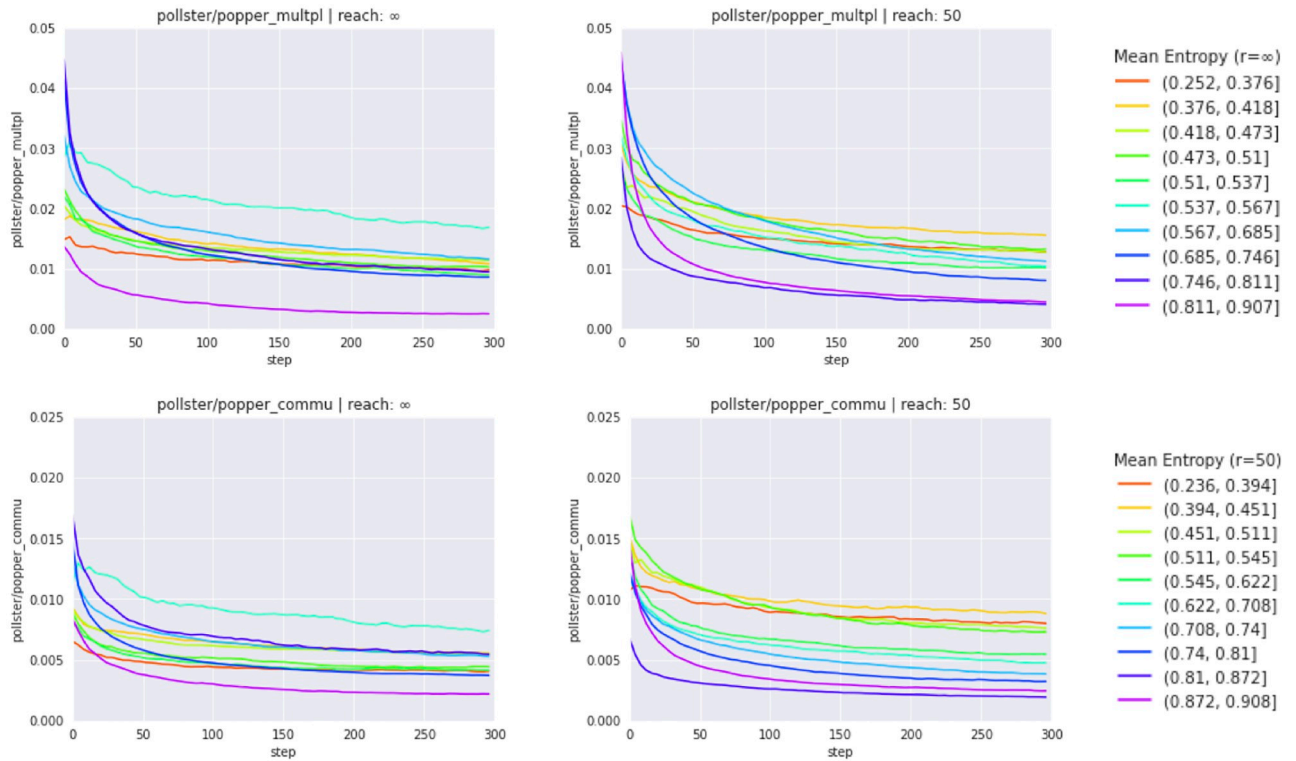 pollster/popper_multpl | reach: ∞
0.05
0.04
0.03
0.02
0.01
0.00
pollster/popper_multpl
0 50 100 150 200 250 300
step
pollster/popper_multpl | reach: 50
0.05
0.04
0.03
0.02
0.01
0.00
pollster/popper_multpl
0 50 100 150 200 250 300
step
Mean Entropy (r=∞)
(0.252, 0.376]
(0.376, 0.418]
(0.418, 0.473]
(0.473, 0.51]
(0.51, 0.537]
(0.537, 0.567]
(0.567, 0.685]
(0.685, 0.746]
(0.746, 0.811]
(0.811, 0.907]
pollster/popper_commu | reach: ∞
0.025
0.020
0.015
0.010
0.005
0.000
pollster/popper_commu
0 50 100 150 200 250 300
step
pollster/popper_commu | reach: 50
0.025
0.020
0.015
0.010
0.005
0.000
pollster/popper_commu
0 50 100 150 200 250 300
step
Mean Entropy (r=50)
(0.236, 0.394]
(0.394, 0.451]
(0.451, 0.511]
(0.511, 0.545]
(0.545, 0.622]
(0.622, 0.708]
(0.708, 0.74]
(0.74, 0.81]
(0.81, 0.872]
(0.872, 0.908]